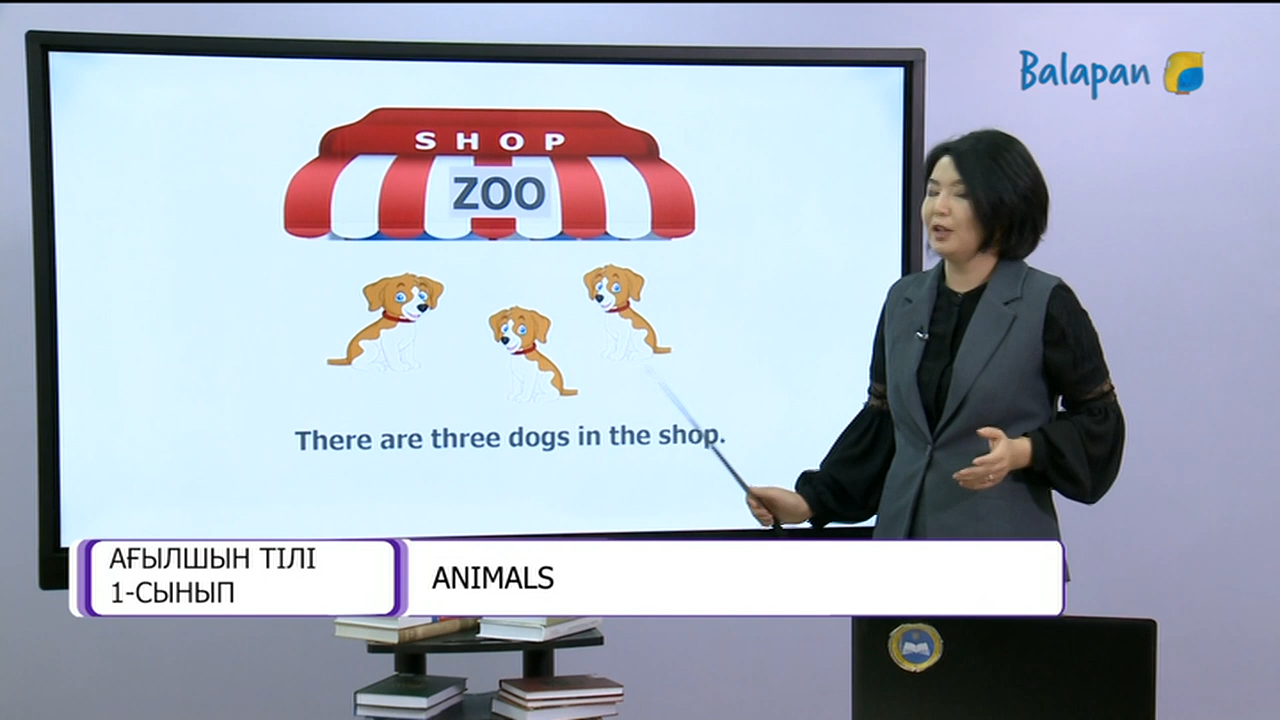 Balapan
SHOP
ZOO
There are three dogs in the shop.
АҒЫЛШЫН ТІЛІ
1-СЫНЫП
ANIMALS